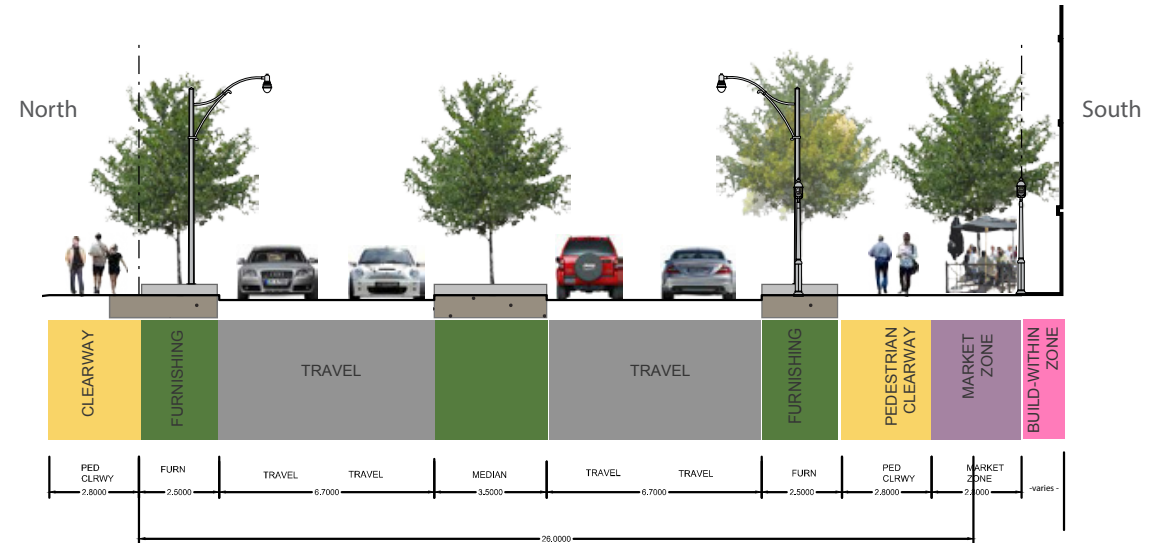 North
South
CLEARWAY
FURNISHING
TRAVEL
TRAVEL
FURNISHING
PEDESTRIAN
CLEARWAY
MARKET
ZONE
BUILD-WITHIN
ZONE
PED
CLRWY
FURN
TRAVEL
TRAVEL
MEDIAN
TRAVEL
TRAVEL
FURN
PED
CLRWY
MARKET
ZONE
2.8000
2.5000
6.7000
3.5000
6.7000
2.5000
2.8000
2.8000
-varies -
26.0000